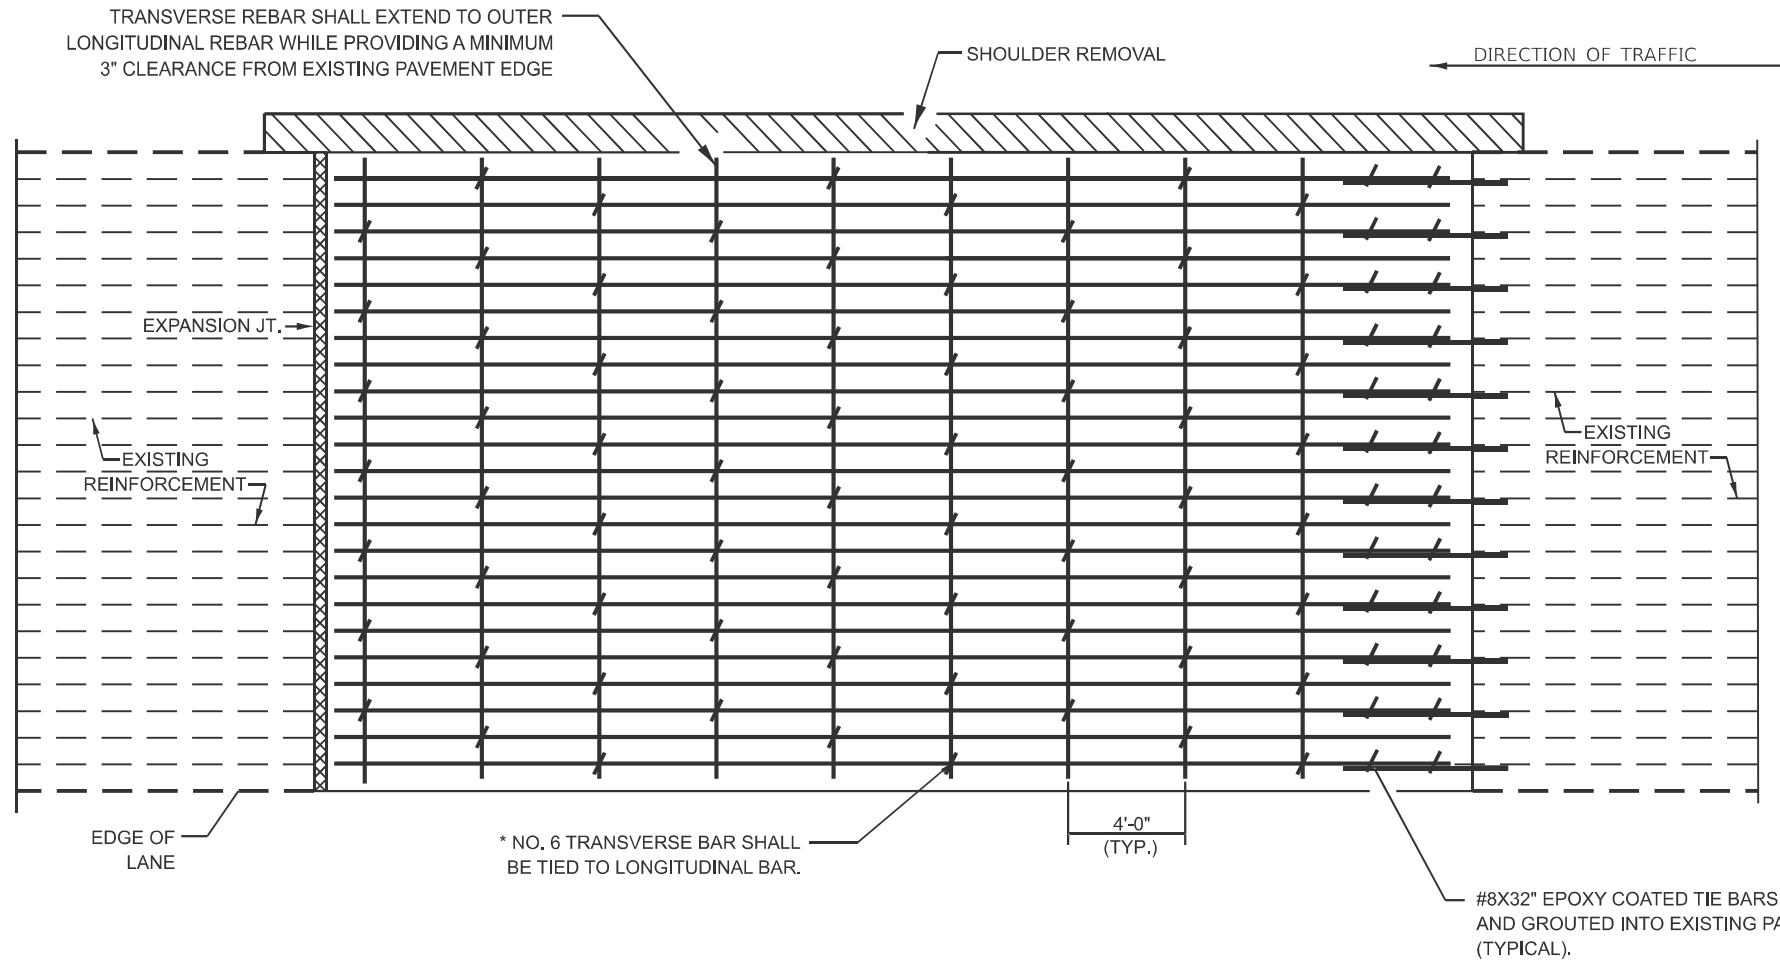 TRANSVERSE REBAR SHALL EXTEND TO OUTER
LONGITUDINAL REBAR WHILE PROVIDING A MINIMUM
3" CLEARANCE FROM EXISTING PAVEMENT EDGE
SHOULDER REMOVAL
DIRECTION OF TRAFFIC
EXPANSION JT.
EXISTING
REINFORCEMENT
EXISTING
REINFORCEMENT
EDGE OF
LANE
* NO. 6 TRANSVERSE BAR SHALL
BE TIED TO LONGITUDINAL BAR.
4'-0"
(TYP.)
#8X32" EPOXY COATED TIE BARS
AND GROUTED INTO EXISTING PA
(TYPICAL).